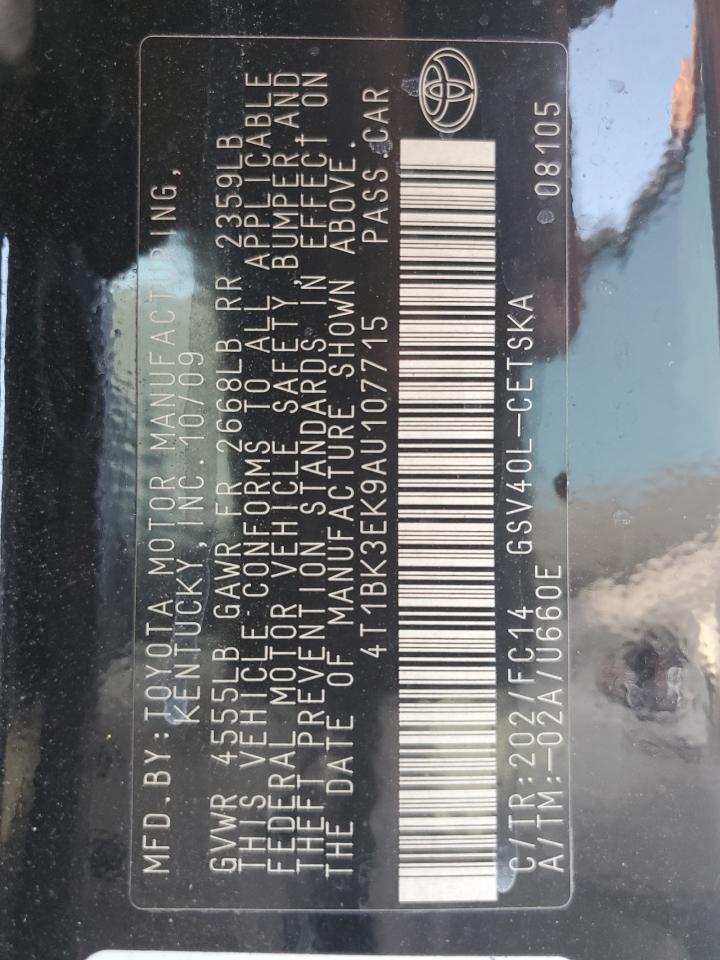 MFD.BY:TOYOTA MOTOR MANUFACTURING,
KENTUCKY,INC.10/09
GVWR 4555LB GAWR FR 2668LB RR 2359LB
THIS VEHICLE CONFORMS TO ALL APPLICABLE
FEDERAL MOTOR VEHICLE SAFETY,BUMPER,AND
THEFT PREVENTION STANDARDS IN EFFECT ON
THE DATE OF MANUFACTURE SHOWN ABOVE.
4T1BK3EK9AU107715 PASS.CAR
C/TR:202/FC14 GSV40L-CETSKA 08105
A/TM:-02A/U660E